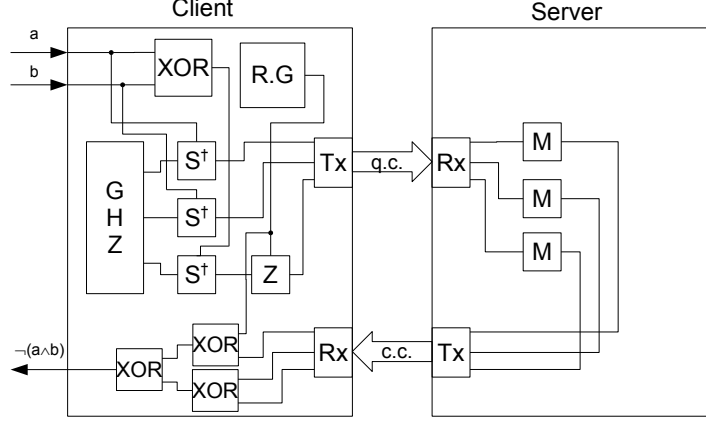 Client
Server
a
b
XOR
R.G
G
H
Z
S†
S†
S†
Z
Tx
q.c.
Rx
M
M
M
¬(a∧b)
XOR
XOR
XOR
Rx
c.c.
Tx